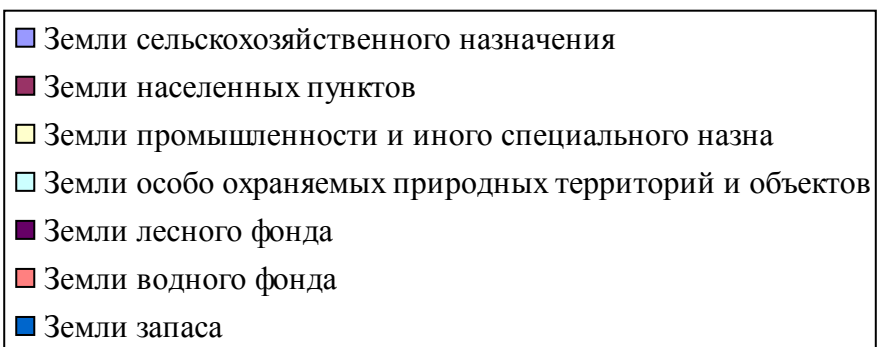 Земли сельскохозяйственного назначения
Земли населенных пунктов
Земли промышленности и иного специального назна
Земли особо охраняемых природных территорий и объектов
Земли лесного фонда
Земли водного фонда
Земли запаса